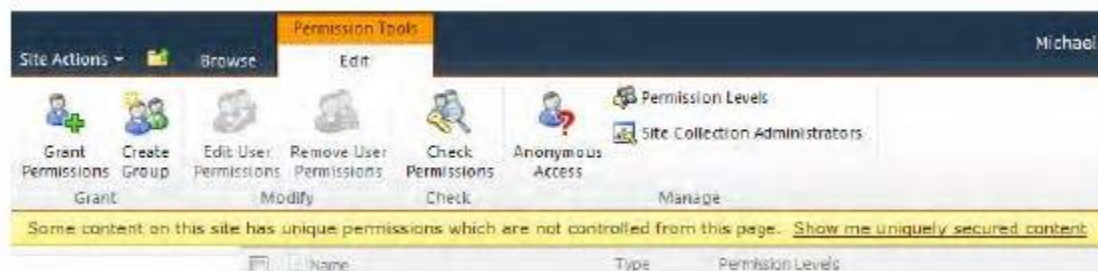 Permission Tools
Site Actions Browse Edit Michael
Grant Permissions
Create Group
Edit User Permissions
Remove User Permissions
Check Permissions
Anonymous Access
Permission Levels
Site Collection Administrators
Grant Modify Check Manage
Some content on this site has unique permissions which are not controlled from this page. Show me uniquely secured content
Name Type Permission Levels